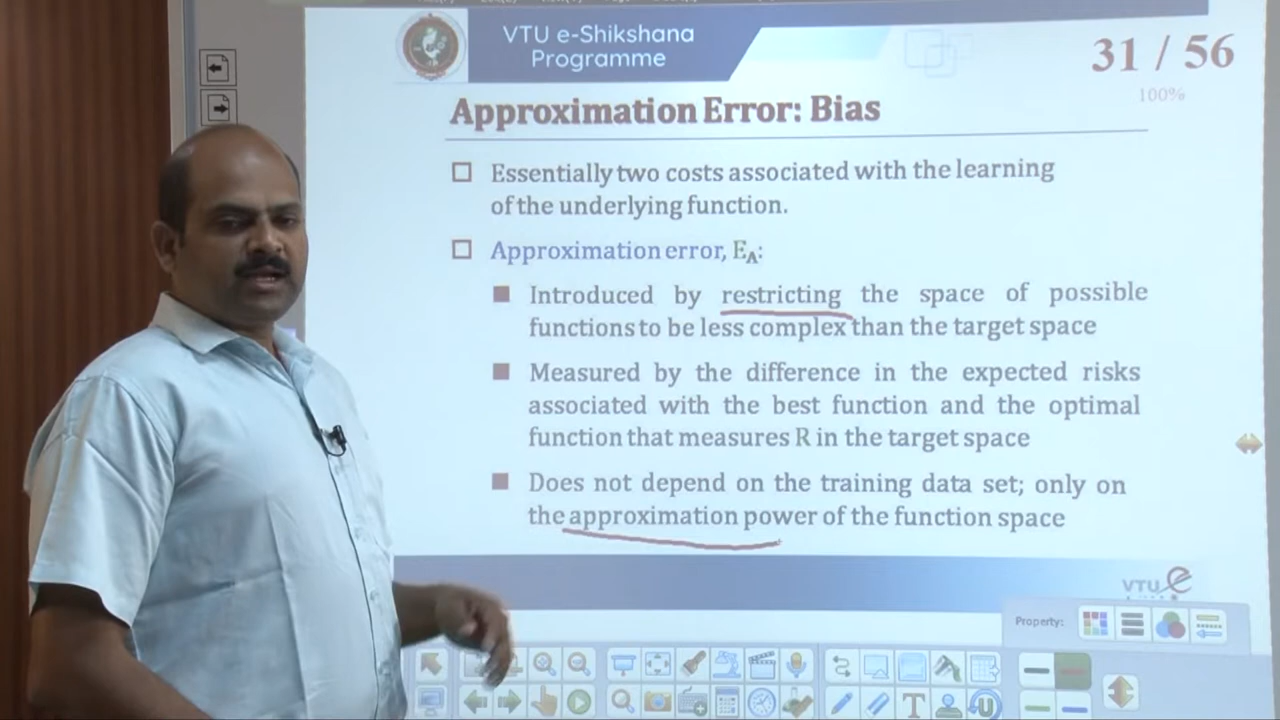 VTU e-Shikshana
Programme
31 / 56
100%
Approximation Error: Bias
Essentially two costs associated with the learning
of the underlying function.
Approximation error, EA:
Introduced by restricting the space of possible
functions to be less complex than the target space
Measured by the difference in the expected risks
associated with the best function and the optimal
function that measures R in the target space
Does not depend on the training data set; only on
the approximation power of the function space
VTU e
Property:
T